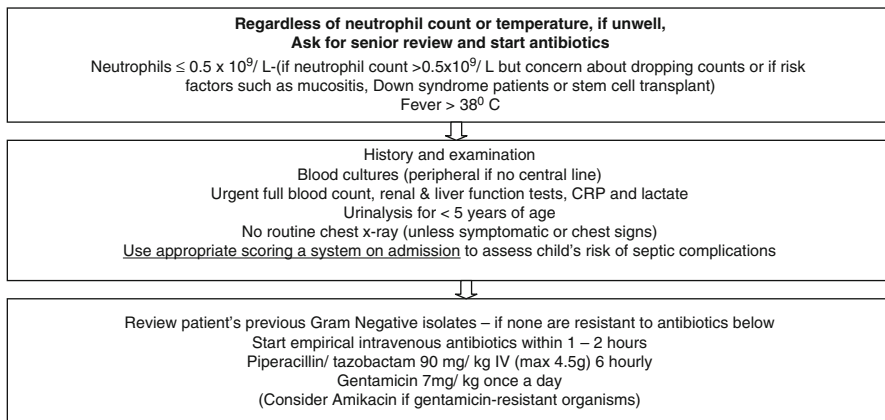 Regardless of neutrophil count or temperature, if unwell,
Ask for senior review and start antibiotics
Neutrophils ≤ 0.5 x 10⁹/ L-(if neutrophil count >0.5x10⁹/ L but concern about dropping counts or if risk
factors such as mucositis, Down syndrome patients or stem cell transplant)
Fever > 38⁰ C
History and examination
Blood cultures (peripheral if no central line)
Urgent full blood count, renal & liver function tests, CRP and lactate
Urinalysis for < 5 years of age
No routine chest x-ray (unless symptomatic or chest signs)
Use appropriate scoring a system on admission to assess child's risk of septic complications
Review patient's previous Gram Negative isolates – if none are resistant to antibiotics below
Start empirical intravenous antibiotics within 1 – 2 hours
Piperacillin/ tazobactam 90 mg/ kg IV (max 4.5g) 6 hourly
Gentamicin 7mg/ kg once a day
(Consider Amikacin if gentamicin-resistant organisms)